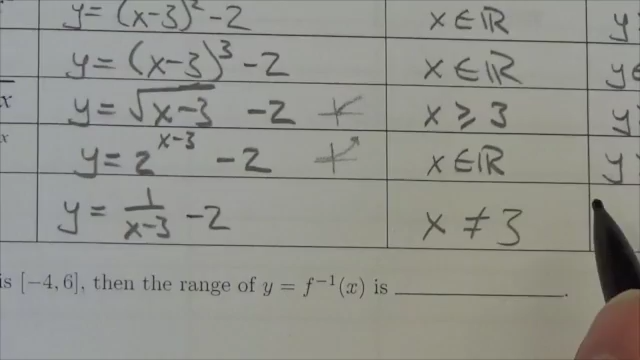 y = (x-3)² -2 x ∈ ℝ y
y = (x-3)³ -2 x ∈ ℝ y ∈
x y = √(x-3) -2 x ⩾ 3 y
x y = 2^(x-3) -2 x ∈ ℝ y
y = 1/(x-3) -2 x ≠ 3
is [−4, 6], then the range of y = f⁻¹(x) is ________.